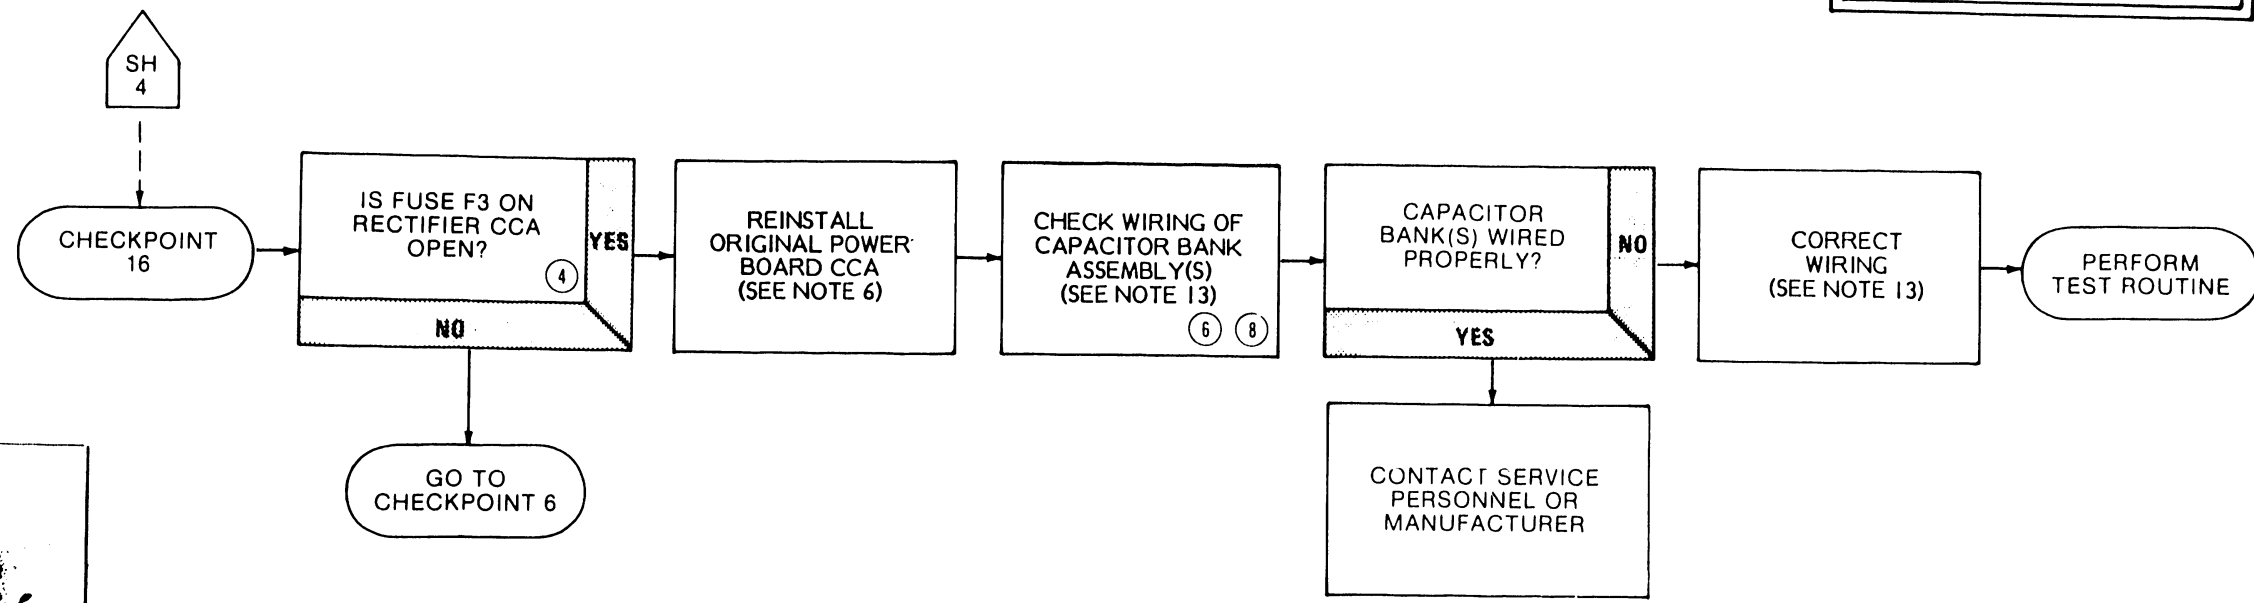 SH
4
CHECKPOINT
16
IS FUSE F3 ON
RECTIFIER CCA
OPEN?
4
YES
NO
GO TO
CHECKPOINT 6
REINSTALL
ORIGINAL POWER
BOARD CCA
(SEE NOTE 6)
CHECK WIRING OF
CAPACITOR BANK
ASSEMBLY(S)
(SEE NOTE 13)
6 8
CAPACITOR
BANK(S) WIRED
PROPERLY?
NO
YES
CONTACT SERVICE
PERSONNEL OR
MANUFACTURER
CORRECT
WIRING
(SEE NOTE 13)
PERFORM
TEST ROUTINE